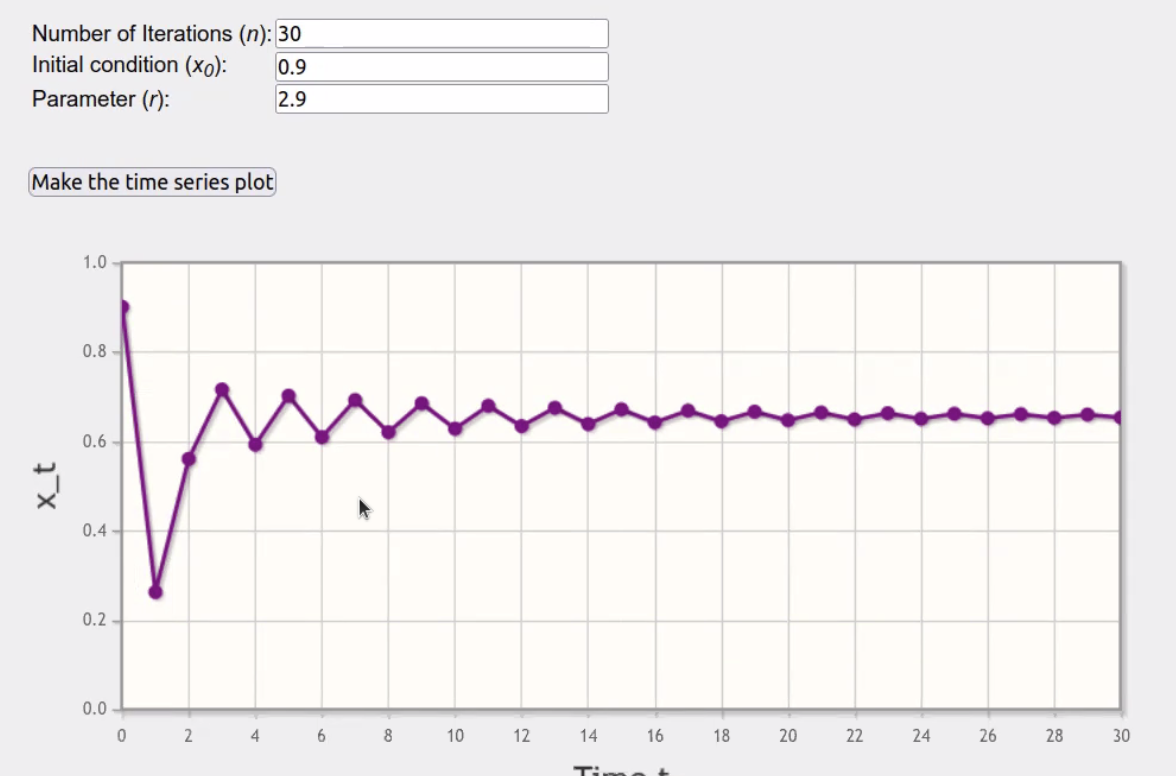 Number of Iterations (n): 30
Initial condition (x0): 0.9
Parameter (r): 2.9
Make the time series plot
1.0
0.8
0.6
0.4
0.2
0.0
x_t
0 2 4 6 8 10 12 14 16 18 20 22 24 26 28 30
Time t